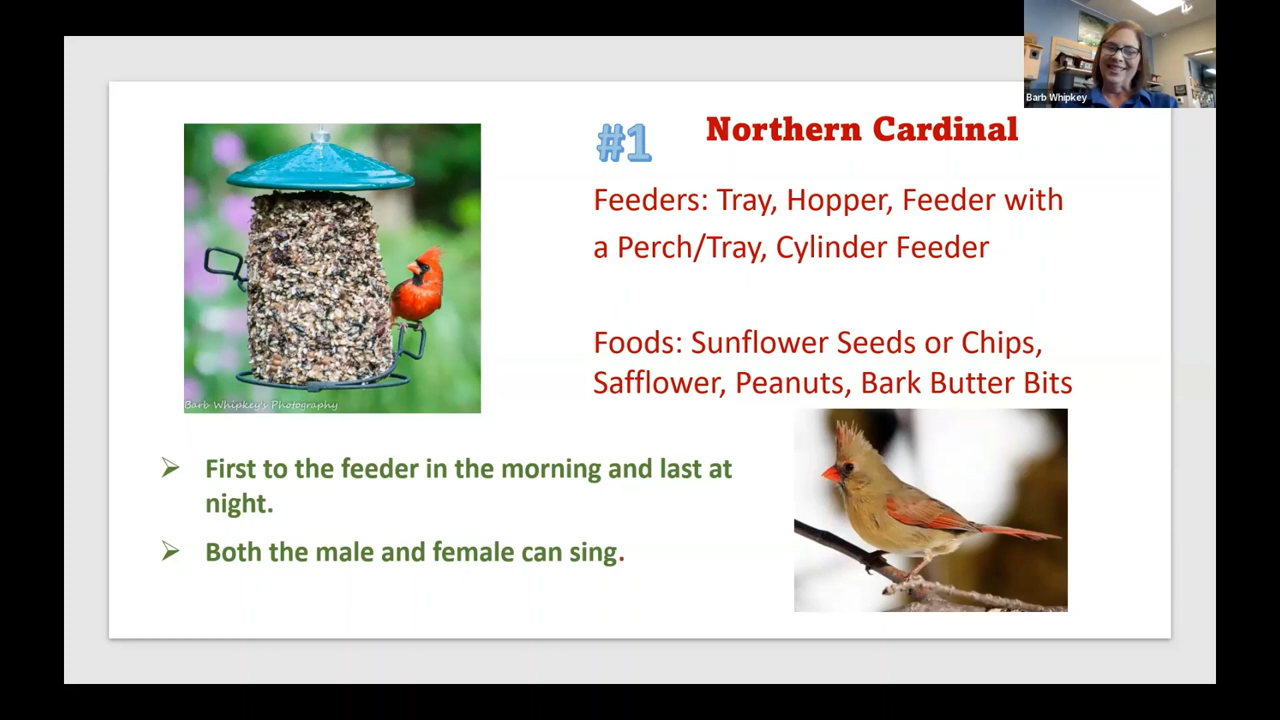 Barb Whipkey
#1
Northern Cardinal
Feeders: Tray, Hopper, Feeder with
a Perch/Tray, Cylinder Feeder
Foods: Sunflower Seeds or Chips,
Safflower, Peanuts, Bark Butter Bits
Barb Whipkey's Photography
First to the feeder in the morning and last at
night.
Both the male and female can sing.